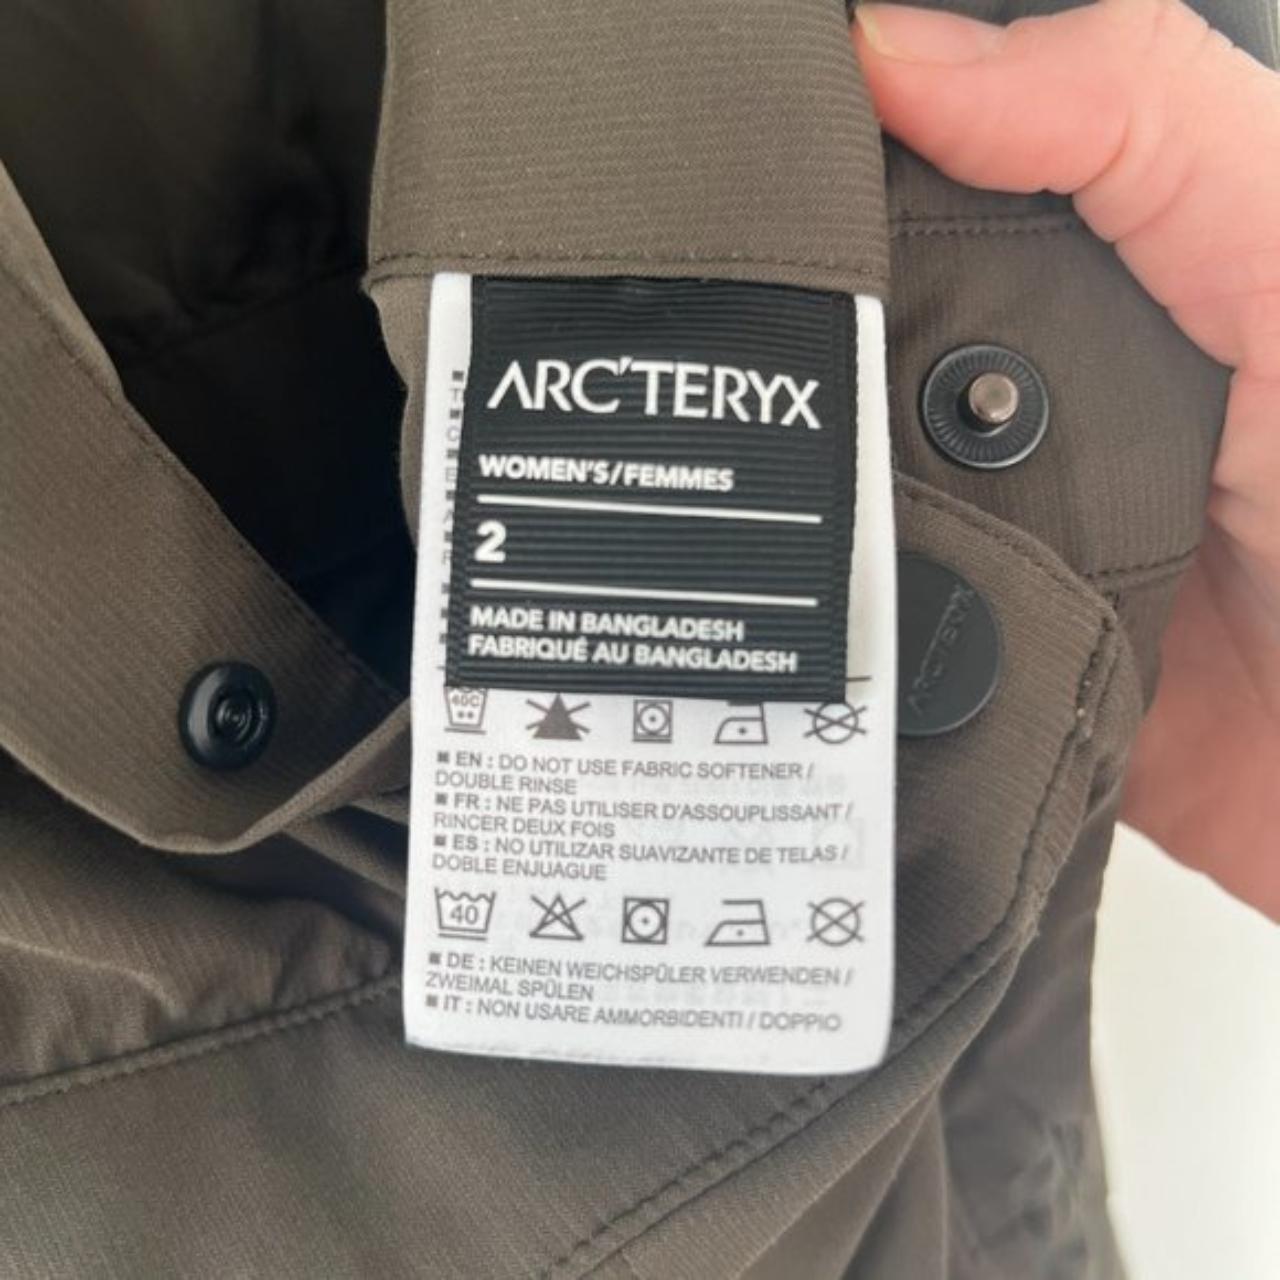 ARC'TERYX
WOMEN'S/FEMMES
2
MADE IN BANGLADESH
FABRIQUÉ AU BANGLADESH
40C
■ EN : DO NOT USE FABRIC SOFTENER /
DOUBLE RINSE
■ FR : NE PAS UTILISER D'ASSOUPLISSANT /
RINCER DEUX FOIS
■ ES : NO UTILIZAR SUAVIZANTE DE TELAS /
DOBLE ENJUAGUE
40
■ DE : KEINEN WEICHSPÜLER VERWENDEN /
ZWEIMAL SPÜLEN
■ IT : NON USARE AMMORBIDENTI / DOPPIO
ARC'TERYX